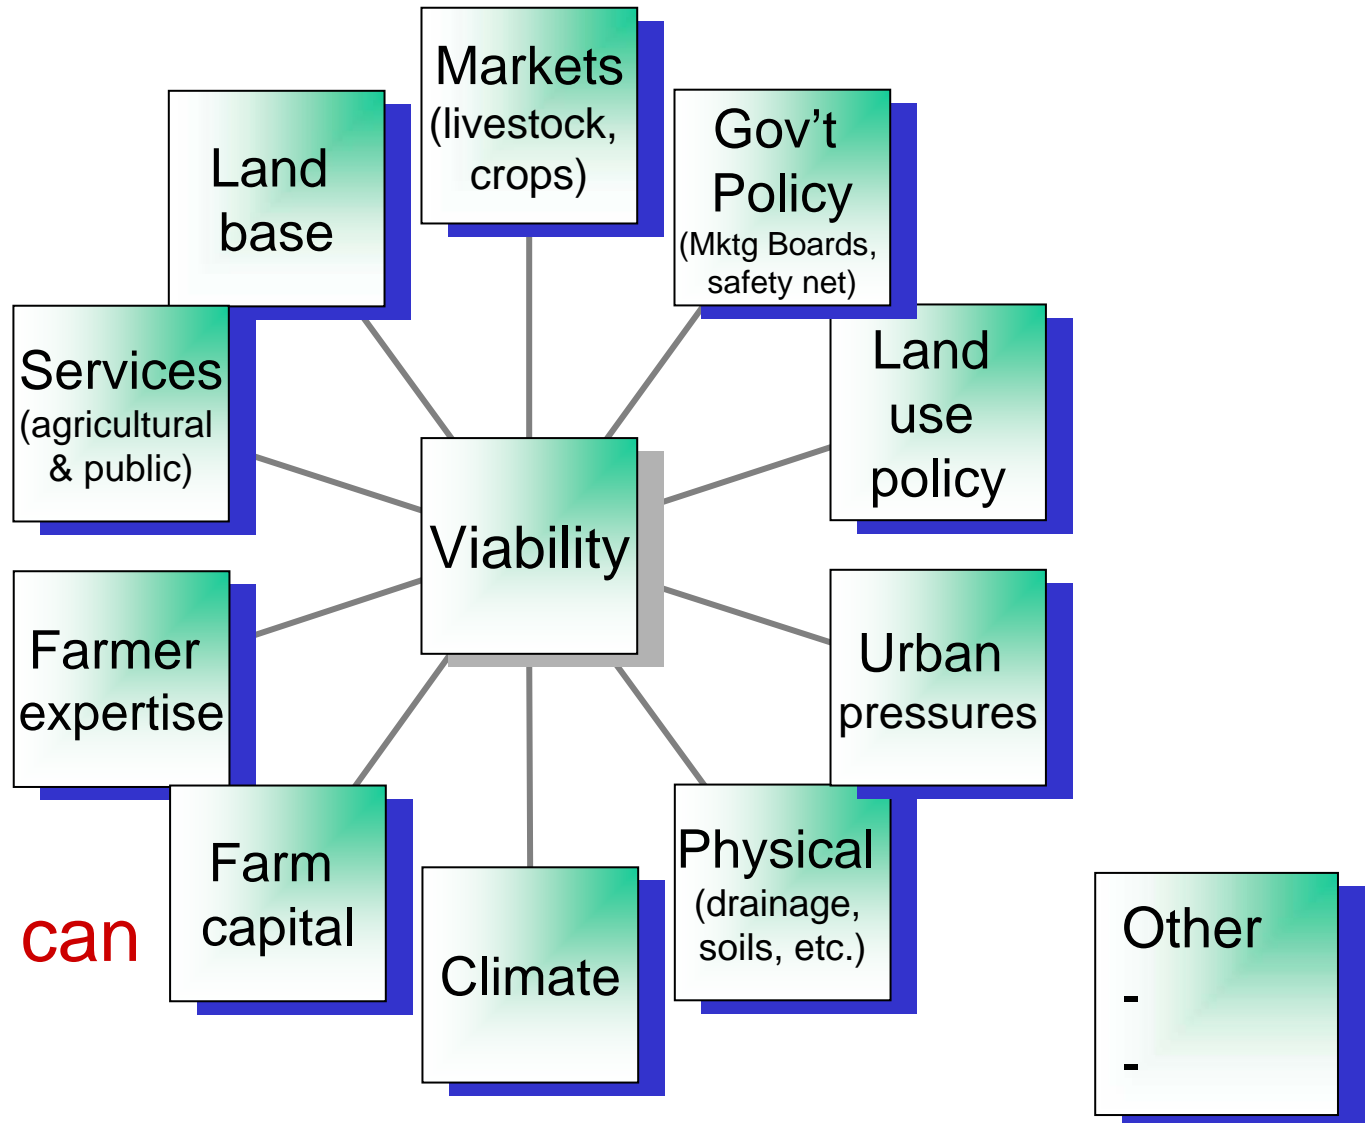 Markets
(livestock,
crops)
Gov't
Policy
(Mktg Boards,
safety net)
Land
base
Land
use
policy
Services
(agricultural
& public)
Viability
Farmer
expertise
Urban
pressures
Farm
capital
Physical
(drainage,
soils, etc.)
Climate
can
Other
-
-